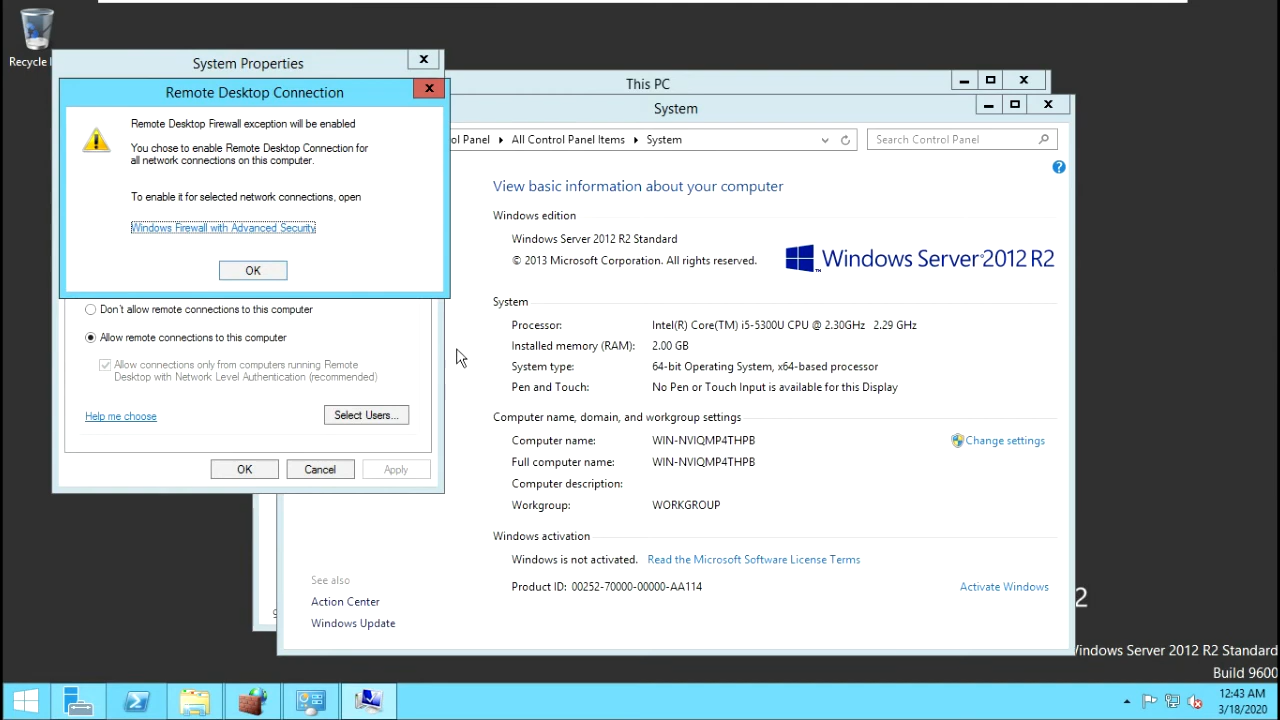 Recycle
System Properties
Remote Desktop Connection
Remote Desktop Firewall exception will be enabled
You chose to enable Remote Desktop Connection for
all network connections on this computer.
To enable it for selected network connections, open
Windows Firewall with Advanced Security
OK
Don't allow remote connections to this computer
Allow remote connections to this computer
Allow connections only from computers running Remote
Desktop with Network Level Authentication (recommended)
Help me choose
Select Users...
OK Cancel Apply
This PC
System
ol Panel All Control Panel Items System
Search Control Panel
View basic information about your computer
Windows edition
Windows Server 2012 R2 Standard
© 2013 Microsoft Corporation. All rights reserved.
Windows Server 2012 R2
System
Processor: Intel(R) Core(TM) i5-5300U CPU @ 2.30GHz 2.29 GHz
Installed memory (RAM): 2.00 GB
System type: 64-bit Operating System, x64-based processor
Pen and Touch: No Pen or Touch Input is available for this Display
Computer name, domain, and workgroup settings
Computer name: WIN-NVIQMP4THPB
Change settings
Full computer name: WIN-NVIQMP4THPB
Computer description:
Workgroup: WORKGROUP
Windows activation
Windows is not activated. Read the Microsoft Software License Terms
Product ID: 00252-70000-00000-AA114
Activate Windows
See also
Action Center
Windows Update
2
Windows Server 2012 R2 Standard
Build 9600
12:43 AM
3/18/2020